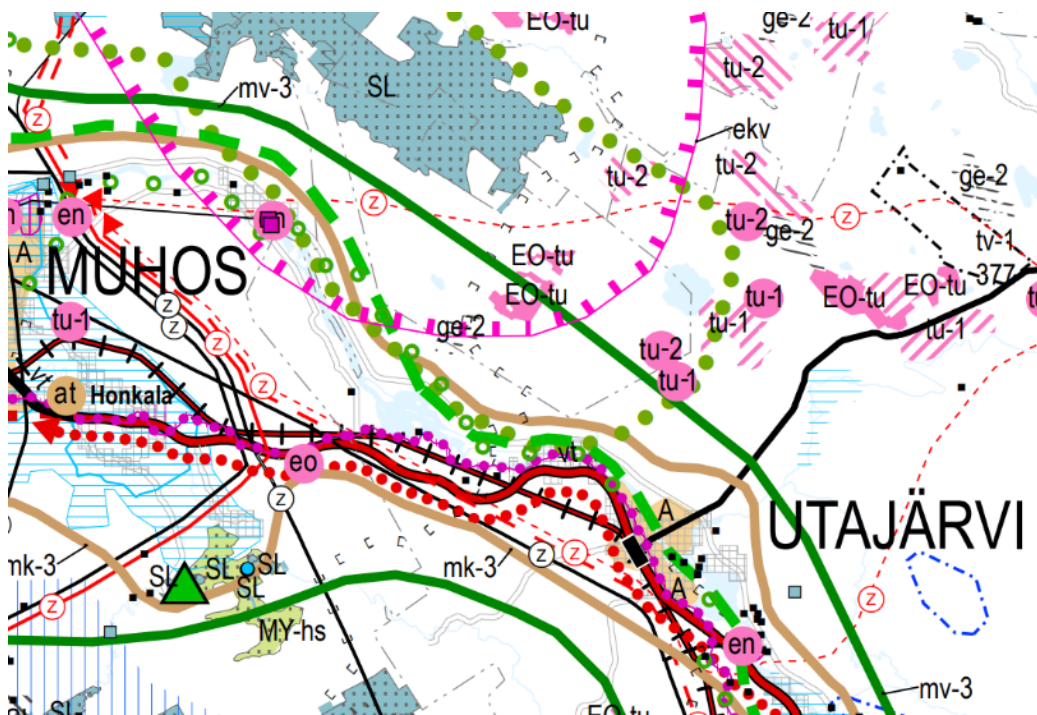 EO-tu
ge-2
tu-1
tu-2
SL
mv-3
ekv
tu-2
tu-2
ge-2
Z
Z
en
Z
tu-2
ge-2
Z
tv-1
A
MUHOS
EO-tu
EO-tu
377
EO-tu
EO-tu
tu-1
Z
Z
tu-1
ge-2
tu-1
tu-1
Z
tu-2
tu-1
vt
at
Honkala
Z
eo
vt
Z
A
UTAJÄRVI
Z
Z
mk-3
mk-3
SL
SL
SL
SL
A
Z
Z
MY-hs
en
mv-3
SL
EO-tu
Z